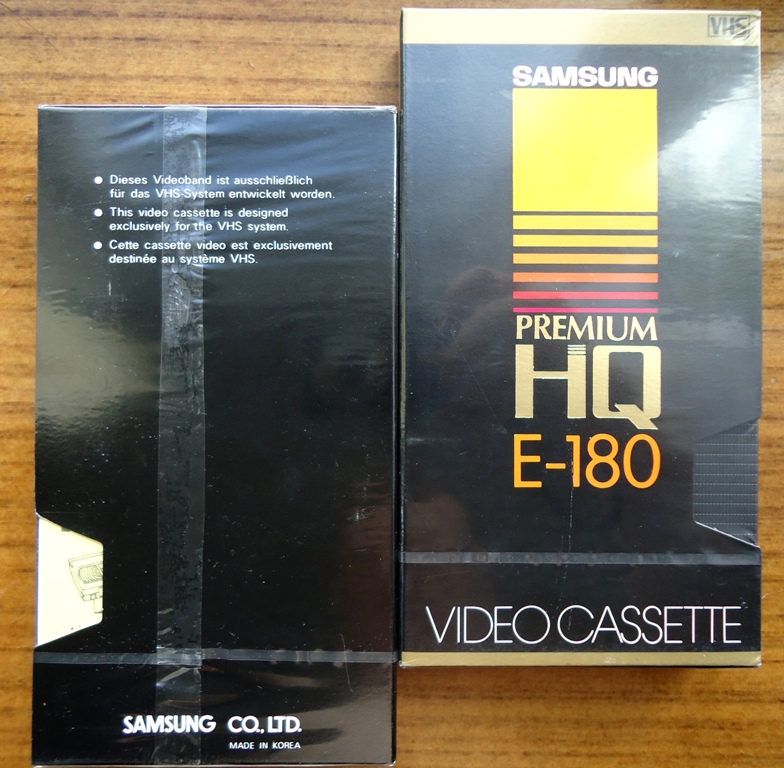 ● Dieses Videoband ist ausschließlich
für das VHS-System entwickelt worden.
● This video cassette is designed
exclusively for the VHS system.
● Cette cassette video est exclusivement
destinée au système VHS.
SAMSUNG CO., LTD.
MADE IN KOREA
VHS
SAMSUNG
PREMIUM
HQ
E-180
VIDEO CASSETTE